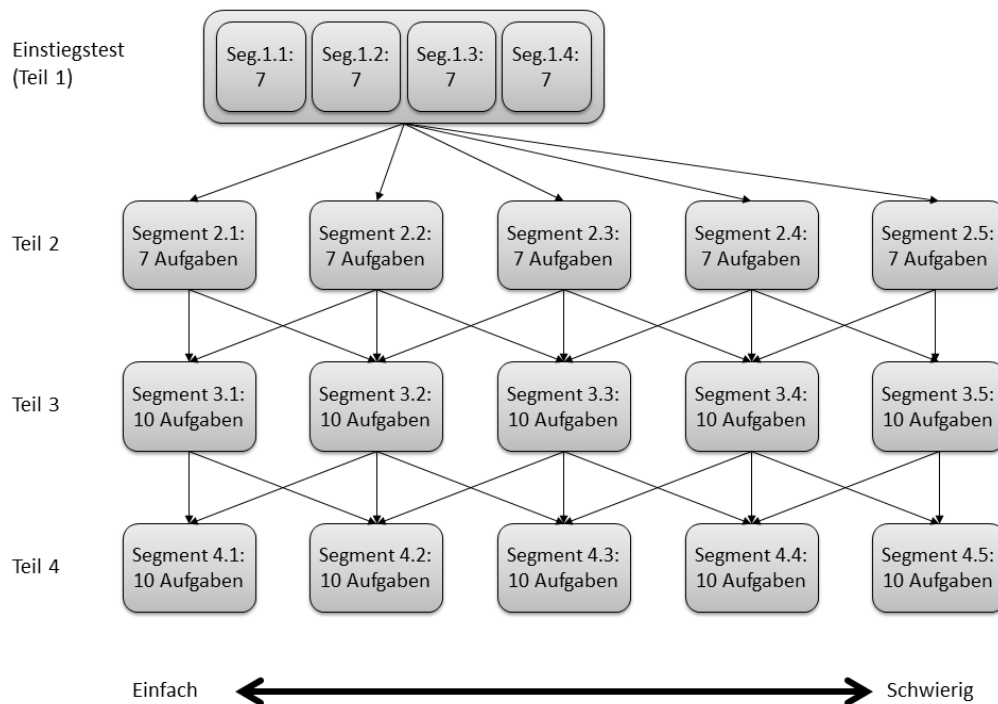 Einstiegstest
(Teil 1)
Seg.1.1:
7
Seg.1.2:
7
Seg.1.3:
7
Seg.1.4:
7
Teil 2
Segment 2.1:
7 Aufgaben
Segment 2.2:
7 Aufgaben
Segment 2.3:
7 Aufgaben
Segment 2.4:
7 Aufgaben
Segment 2.5:
7 Aufgaben
Teil 3
Segment 3.1:
10 Aufgaben
Segment 3.2:
10 Aufgaben
Segment 3.3:
10 Aufgaben
Segment 3.4:
10 Aufgaben
Segment 3.5:
10 Aufgaben
Teil 4
Segment 4.1:
10 Aufgaben
Segment 4.2:
10 Aufgaben
Segment 4.3:
10 Aufgaben
Segment 4.4:
10 Aufgaben
Segment 4.5:
10 Aufgaben
Einfach
Schwierig